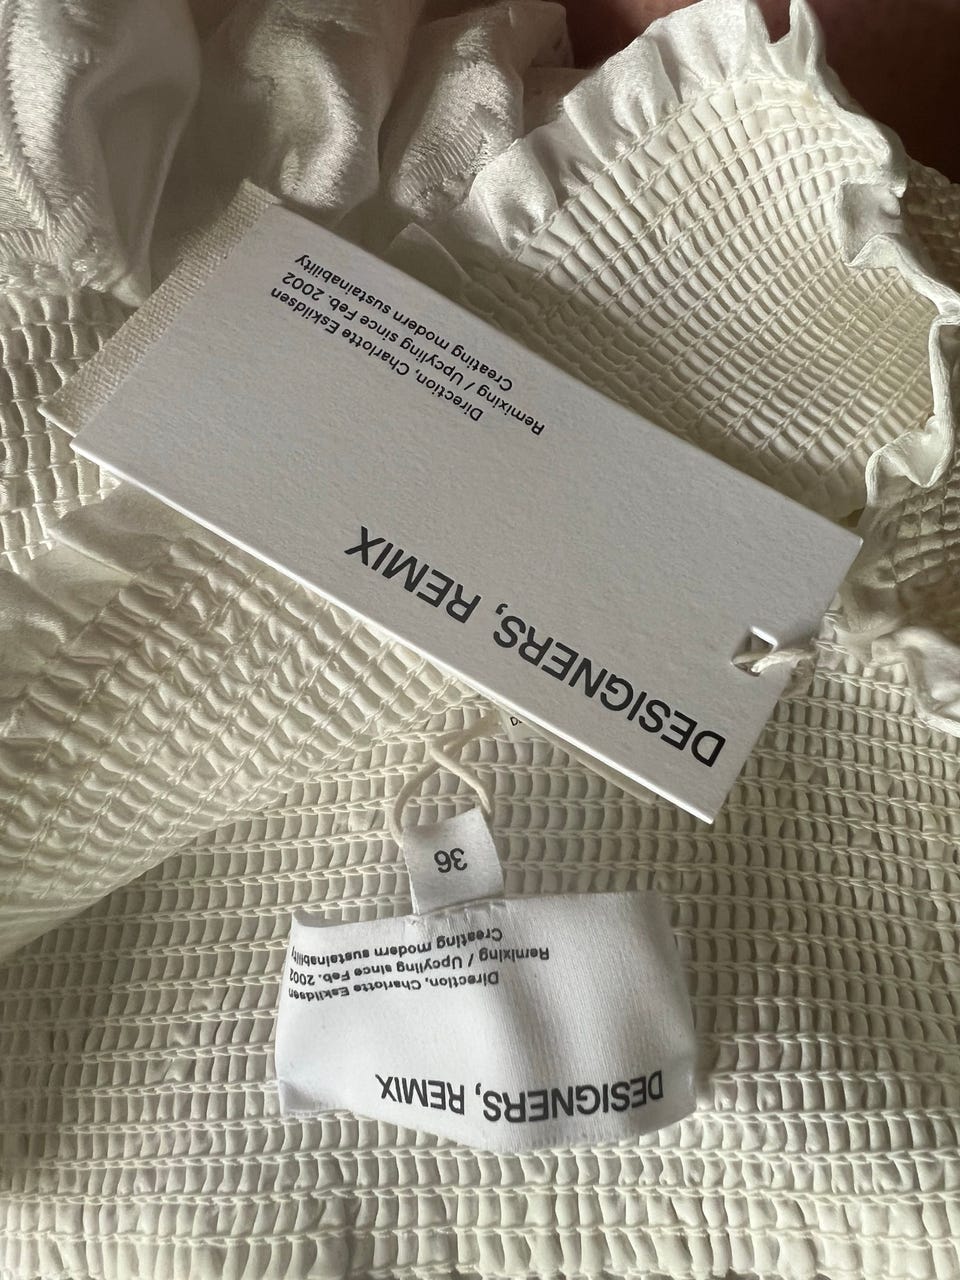 DESIGNERS, REMIX
Direction, Charlotte Eskildsen
Remixing / Upcyling since Feb. 2002
Creating modern sustainability
DESIGNERS, REMIX
Direction, Charlotte Eskildsen
Remixing / Upcyling since Feb. 2002
Creating modern sustainability
36